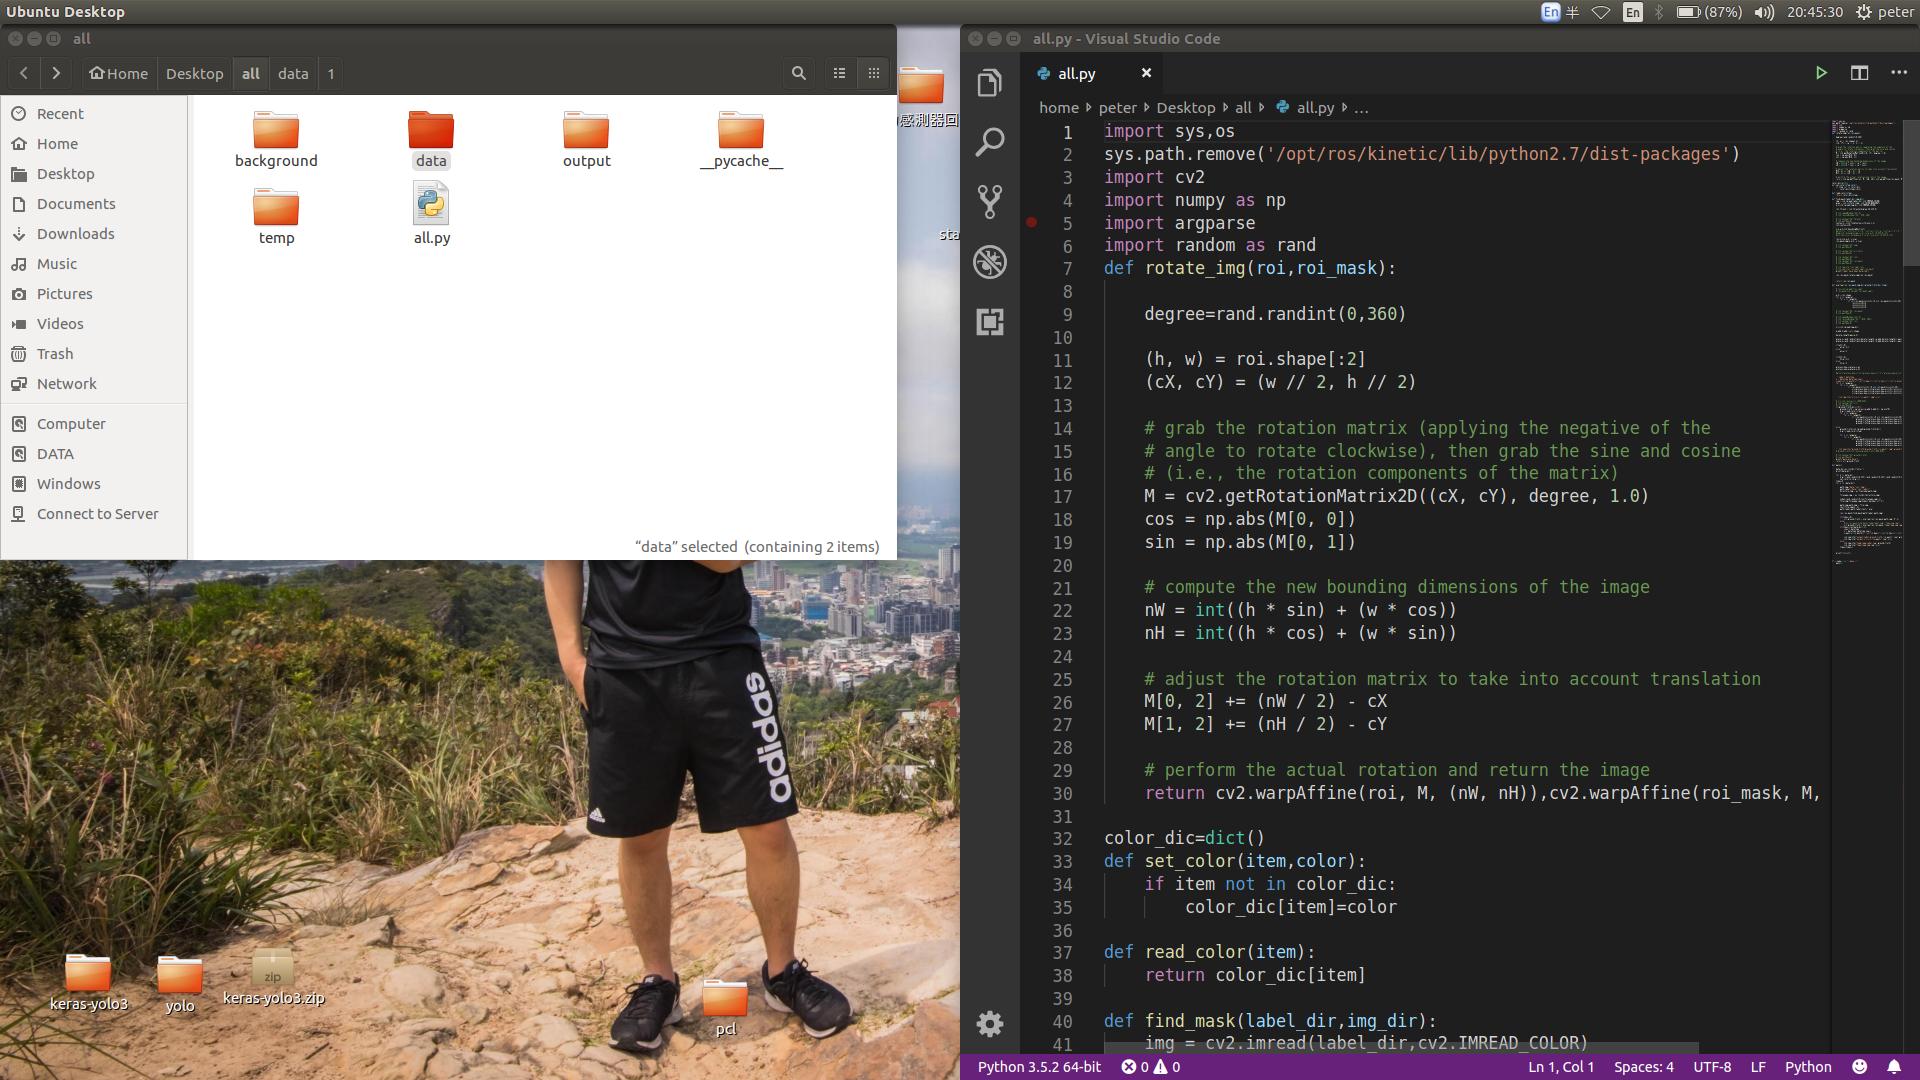 Ubuntu Desktop
En 半 En (87%) 20:45:30 peter
all
Home Desktop all data 1
Recent
Home
Desktop
Documents
Downloads
Music
Pictures
Videos
Trash
Network
Computer
DATA
Windows
Connect to Server
background data output __pycache__
temp all.py
“data” selected (containing 2 items)
感測器回
sta
adidas
keras-yolo3 yolo zip keras-yolo3.zip
pcl
all.py - Visual Studio Code
all.py
home peter Desktop all all.py ...
1 import sys,os
2 sys.path.remove('/opt/ros/kinetic/lib/python2.7/dist-packages')
3 import cv2
4 import numpy as np
5 import argparse
6 import random as rand
7 def rotate_img(roi,roi_mask):
8
9 degree=rand.randint(0,360)
10
11 (h, w) = roi.shape[:2]
12 (cX, cY) = (w // 2, h // 2)
13
14 # grab the rotation matrix (applying the negative of the
15 # angle to rotate clockwise), then grab the sine and cosine
16 # (i.e., the rotation components of the matrix)
17 M = cv2.getRotationMatrix2D((cX, cY), degree, 1.0)
18 cos = np.abs(M[0, 0])
19 sin = np.abs(M[0, 1])
20
21 # compute the new bounding dimensions of the image
22 nW = int((h * sin) + (w * cos))
23 nH = int((h * cos) + (w * sin))
24
25 # adjust the rotation matrix to take into account translation
26 M[0, 2] += (nW / 2) - cX
27 M[1, 2] += (nH / 2) - cY
28
29 # perform the actual rotation and return the image
30 return cv2.warpAffine(roi, M, (nW, nH)),cv2.warpAffine(roi_mask, M,
31
32 color_dic=dict()
33 def set_color(item,color):
34 if item not in color_dic:
35 color_dic[item]=color
36
37 def read_color(item):
38 return color_dic[item]
39
40 def find_mask(label_dir,img_dir):
41 img = cv2.imread(label_dir,cv2.IMREAD_COLOR)
Python 3.5.2 64-bit 0 0 Ln 1, Col 1 Spaces: 4 UTF-8 LF Python